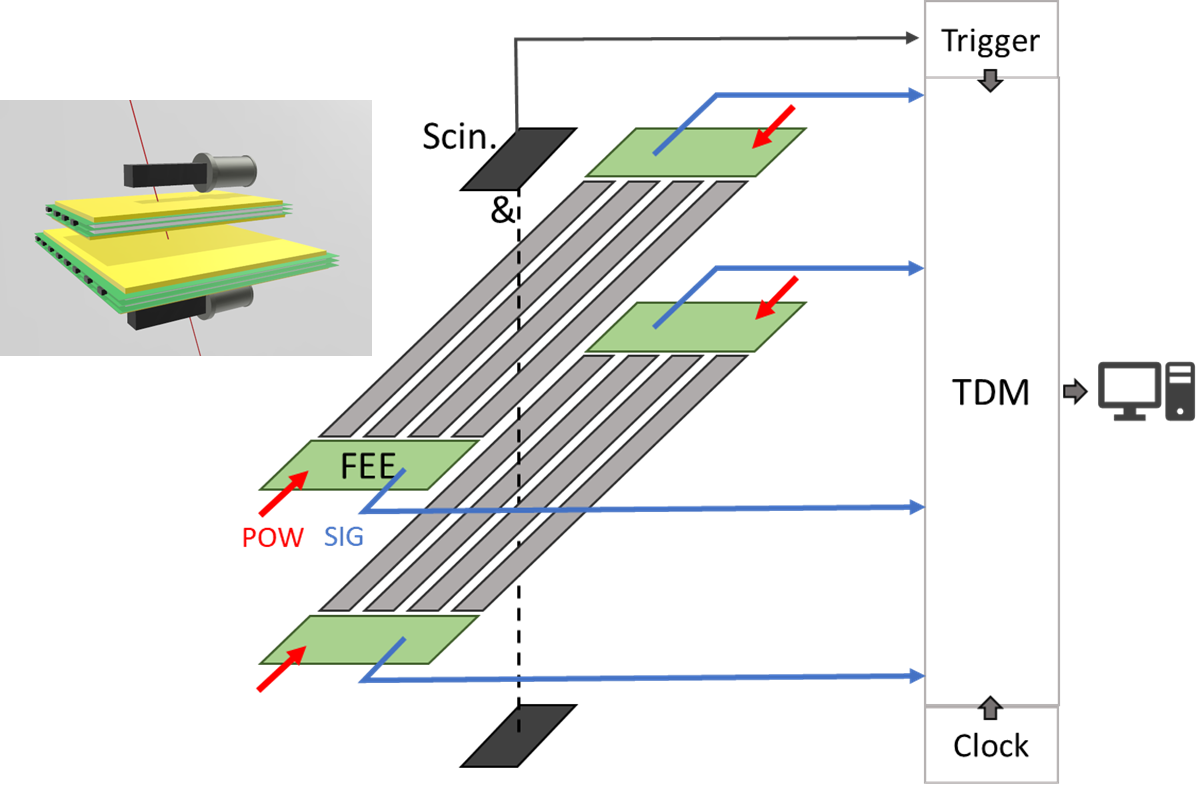 Trigger
Scin.
&
TDM
FEE
POW
SIG
Clock